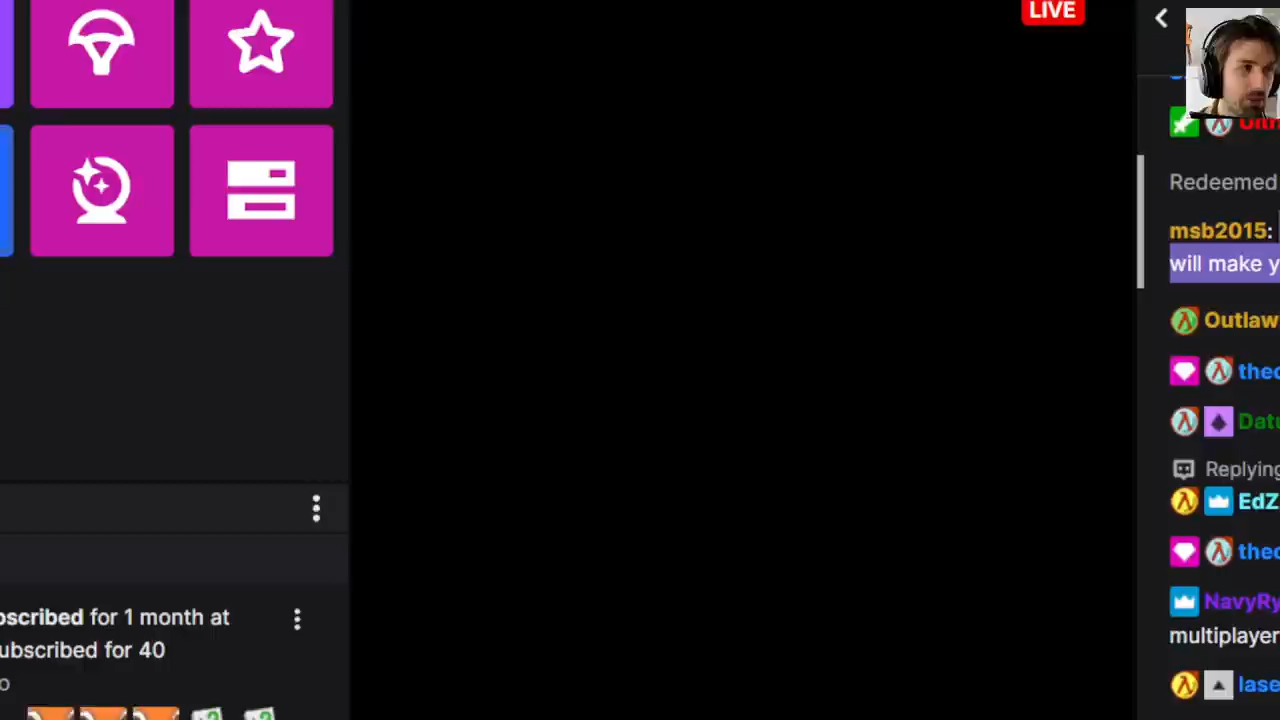 LIVE
Redeemed
msb2015:
will make y
Outlaw
thec
Datu
Replying
EdZ
thec
NavyRy
multiplayer
lase
bscribed for 1 month at
ubscribed for 40
o